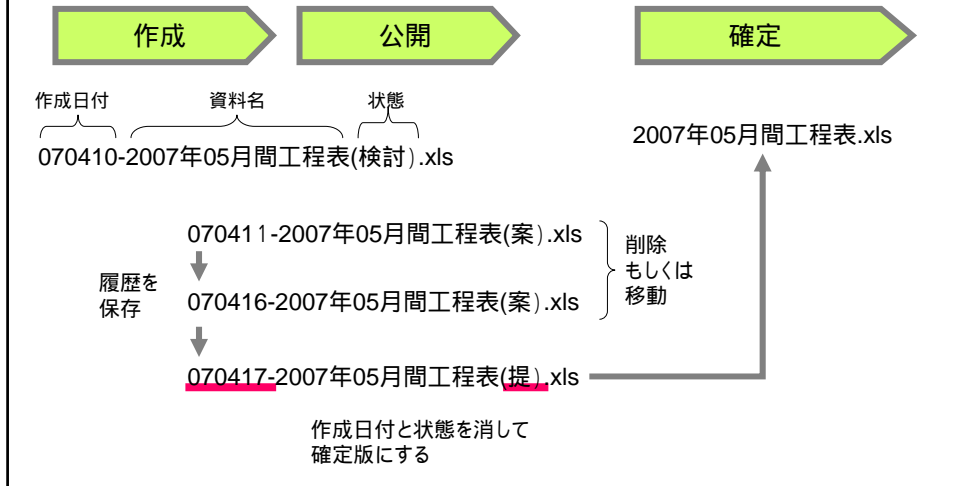 作成
公開
確定
作成日付
資料名
状態
070410-2007年05月間工程表(検討).xls
2007年05月間工程表.xls
070411-2007年05月間工程表(案).xls
履歴を
保存
070416-2007年05月間工程表(案).xls
削除
もしくは
移動
070417-2007年05月間工程表(提).xls
作成日付と状態を消して
確定版にする